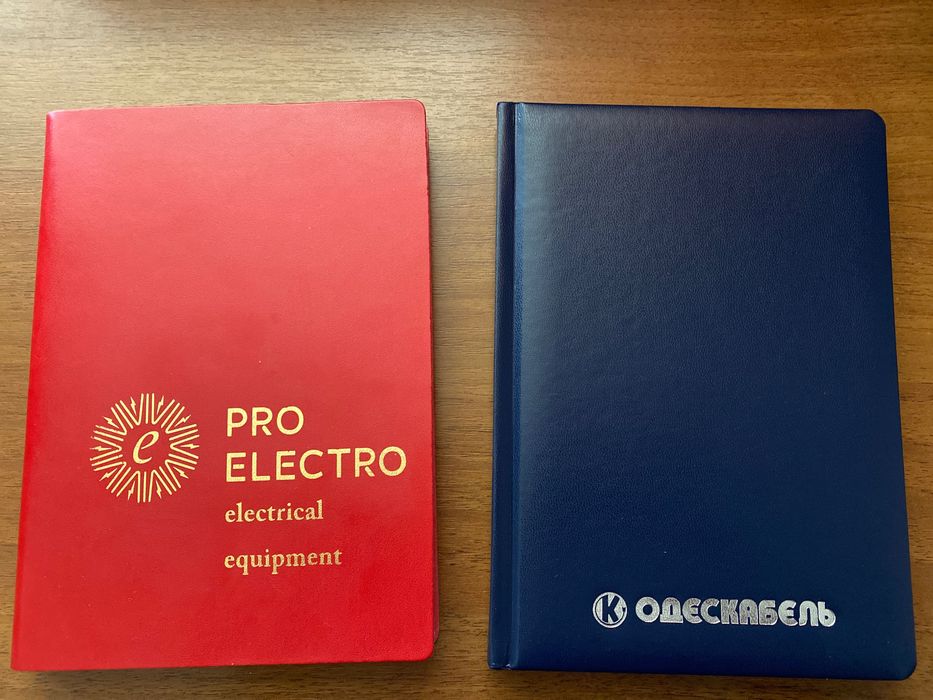 e
PRO
ELECTRO
electrical
equipment
К ОДЕСКАБЕЛЬ